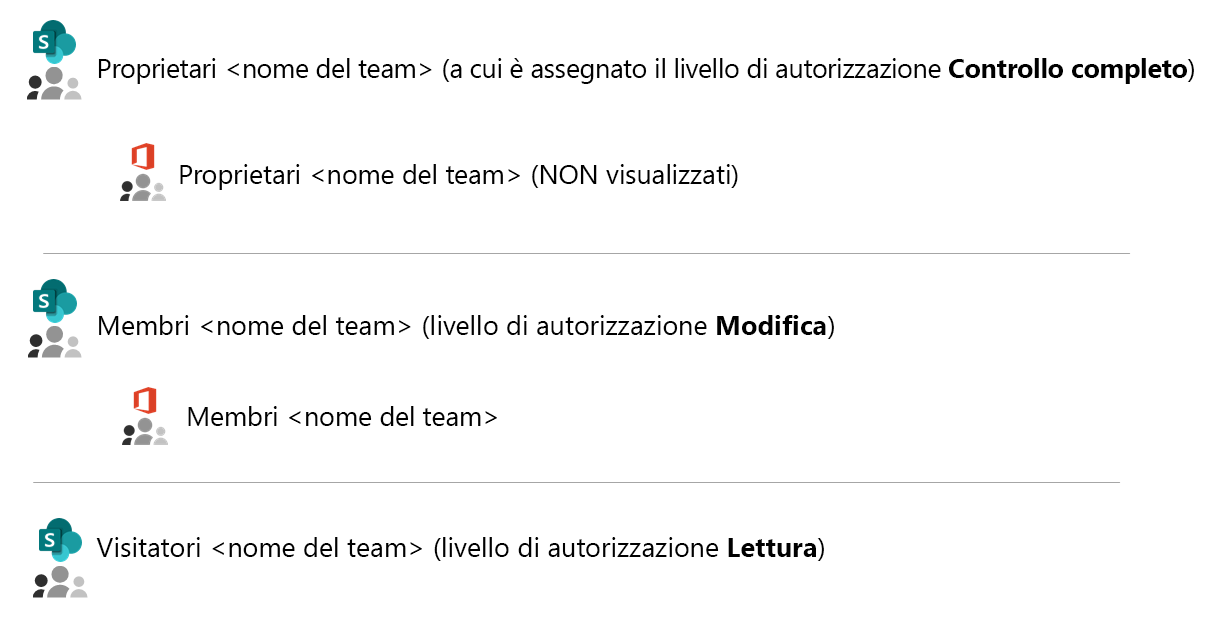 Proprietari <nome del team> (a cui è assegnato il livello di autorizzazione Controllo completo)
Proprietari <nome del team> (NON visualizzati)
Membri <nome del team> (livello di autorizzazione Modifica)
Membri <nome del team>
Visitatori <nome del team> (livello di autorizzazione Lettura)